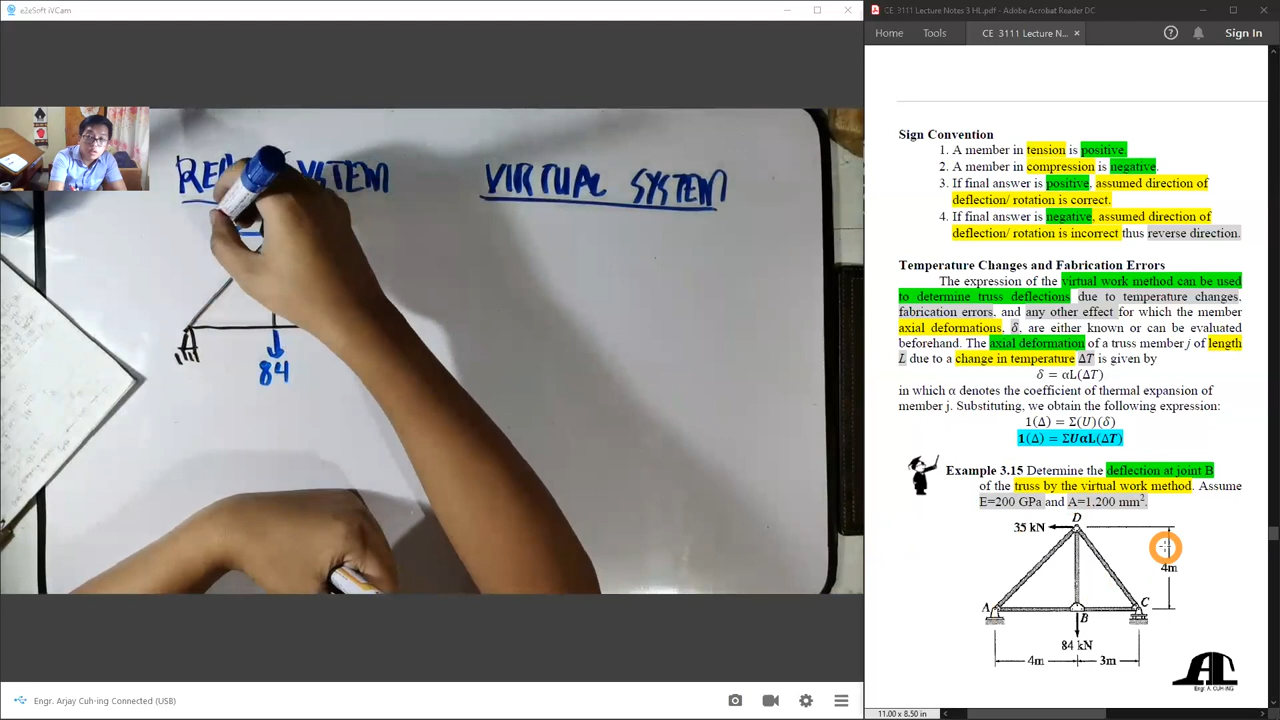 e2eSoft iVCam
CE 3111 Lecture Notes 3 HL.pdf - Adobe Acrobat Reader DC
Home Tools CE 3111 Lecture N... × Sign In
VIRTUAL SYSTEM
84
Sign Convention
1. A member in tension is positive.
2. A member in compression is negative.
3. If final answer is positive, assumed direction of
deflection/ rotation is correct.
4. If final answer is negative, assumed direction of
deflection/ rotation is incorrect thus reverse direction.
Temperature Changes and Fabrication Errors
The expression of the virtual work method can be used
to determine truss deflections due to temperature changes,
fabrication errors, and any other effect for which the member
axial deformations, δ, are either known or can be evaluated
beforehand. The axial deformation of a truss member j of length
L due to a change in temperature ΔT is given by
δ = αL(ΔT)
in which α denotes the coefficient of thermal expansion of
member j. Substituting, we obtain the following expression:
1(Δ) = Σ(U)(δ)
1(Δ) = ΣUαL(ΔT)
Example 3.15 Determine the deflection at joint B
of the truss by the virtual work method. Assume
E=200 GPa and A=1,200 mm².
D
35 kN
4m
A
C
B
84 kN
4m
3m
Engr. A. CUH-ING
Engr. Arjay Cuh-ing Connected (USB)
11.00 x 8.50 in